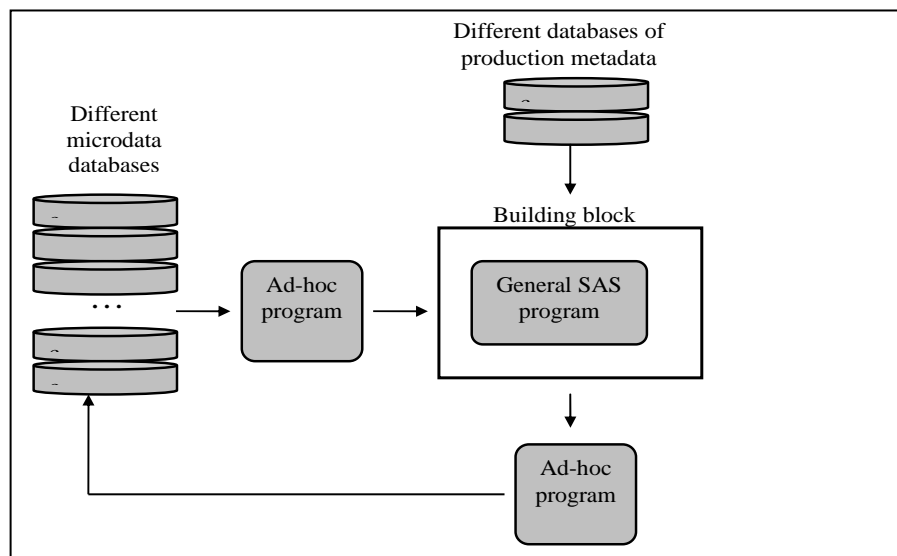 Different databases of
production metadata
Different
microdata
databases
Building block
Ad-hoc
program
General SAS
program
...
Ad-hoc
program